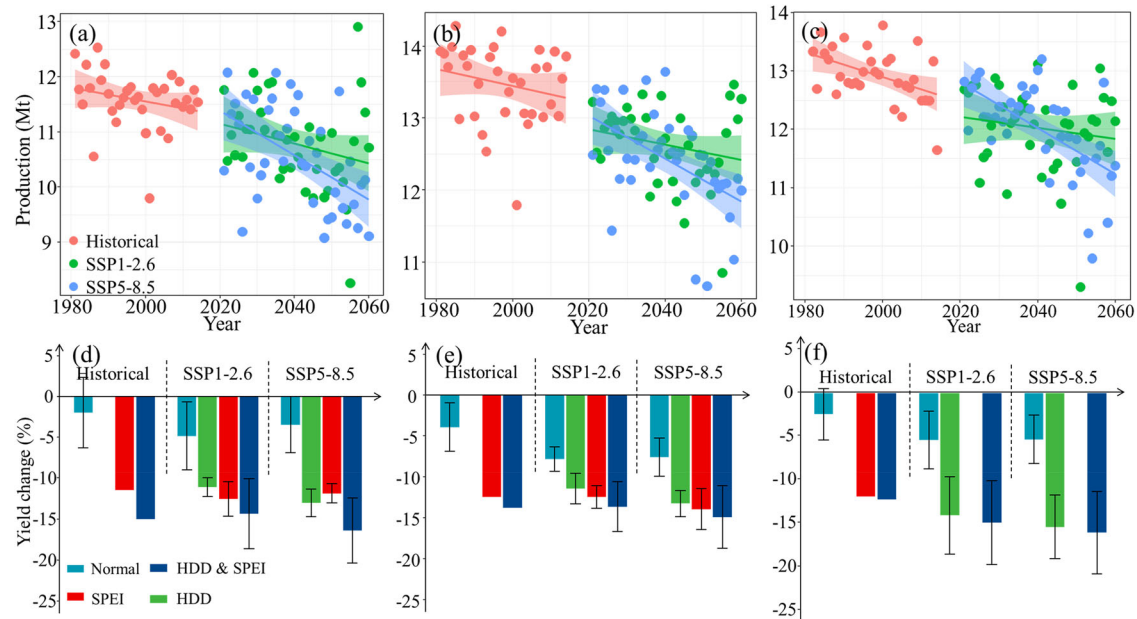 (a)
13
12
11
10
9
Production (Mt)
Historical
SSP1-2.6
SSP5-8.5
1980 2000 2020 2040 2060
Year
(b)
14
13
12
11
1980 2000 2020 2040 2060
Year
(c)
14
13
12
11
10
1980 2000 2020 2040 2060
Year
(d)
Historical SSP1-2.6 SSP5-8.5
5
0
-5
-10
-15
-20
-25
Yield change (%)
Normal HDD & SPEI
SPEI HDD
(e)
Historical SSP1-2.6 SSP5-8.5
5
0
-5
-10
-15
-20
-25
(f)
Historical SSP1-2.6 SSP5-8.5
5
0
-5
-10
-15
-20
-25